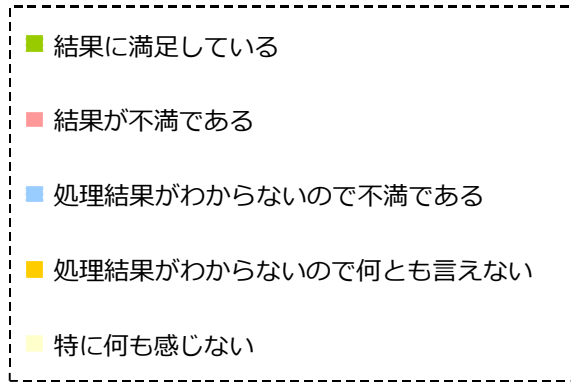 結果に満足している
結果が不満である
処理結果がわからないので不満である
処理結果がわからないので何とも言えない
特に何も感じない